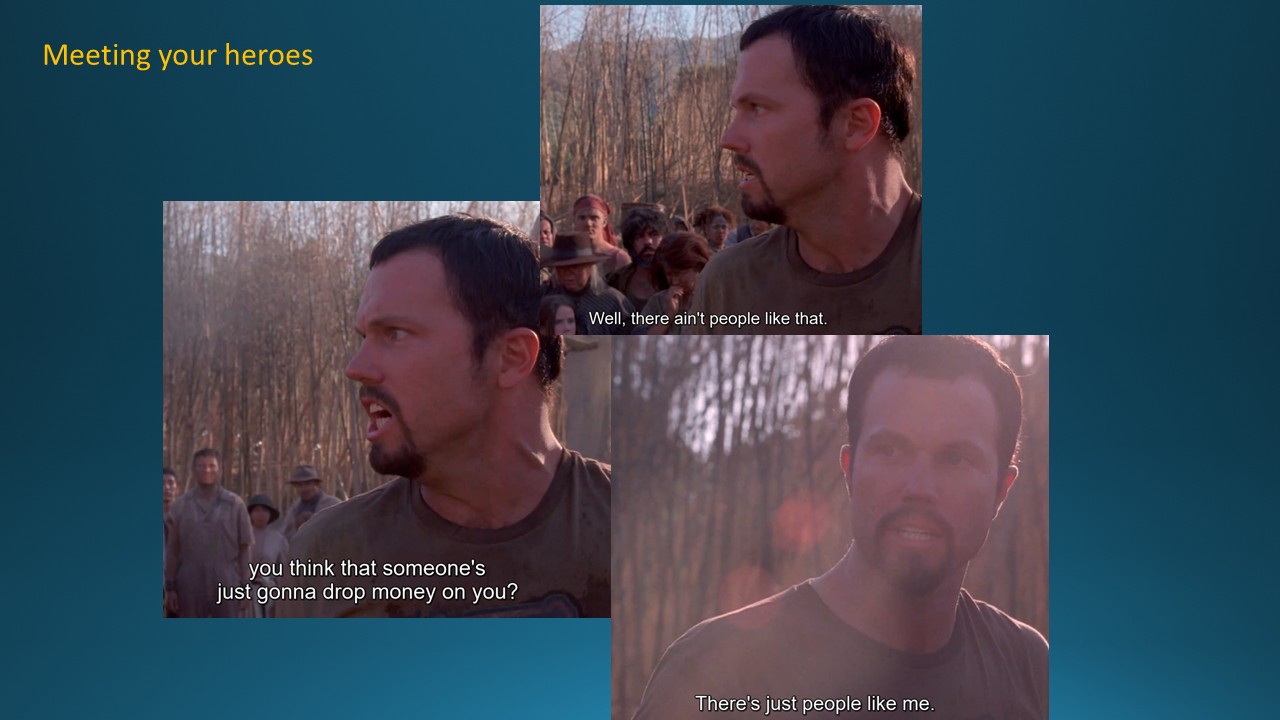 Meeting your heroes
you think that someone's
just gonna drop money on you?
Well, there ain't people like that.
There's just people like me.